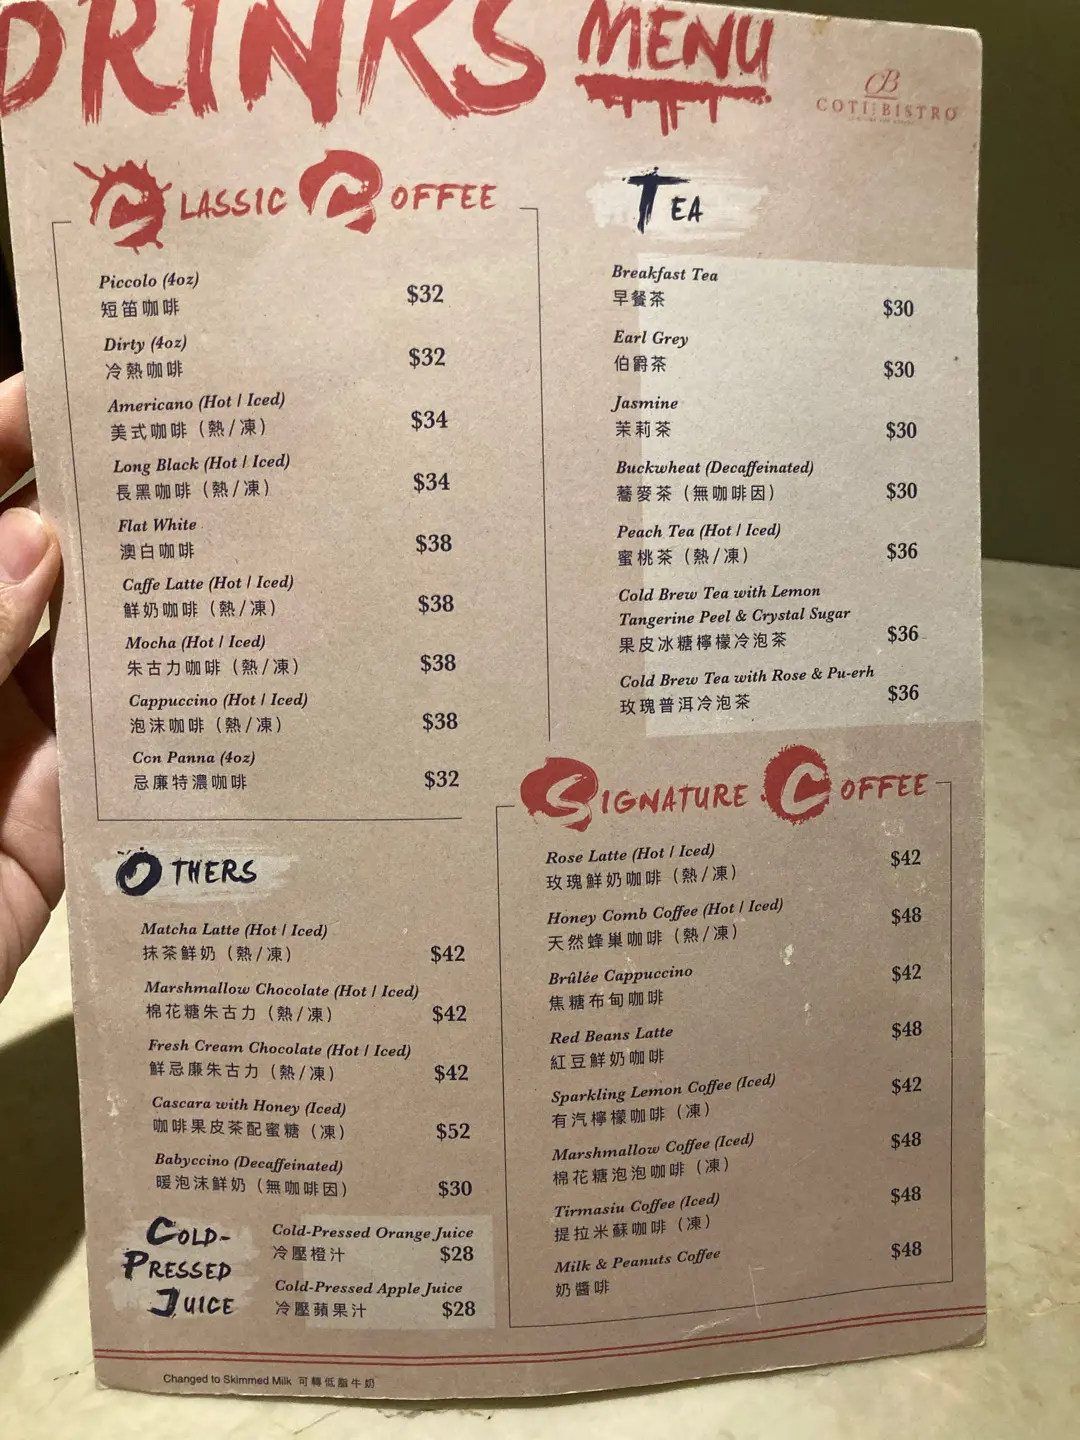 DRINKS MENU
CB
COTI BISTRO
CLASSIC COFFEE
Piccolo (4oz)
短笛咖啡
$32
Dirty (4oz)
冷熱咖啡
$32
Americano (Hot / Iced)
美式咖啡（熱/凍）
$34
Long Black (Hot / Iced)
長黑咖啡（熱/凍）
$34
Flat White
澳白咖啡
$38
Caffe Latte (Hot / Iced)
鮮奶咖啡（熱/凍）
$38
Mocha (Hot / Iced)
朱古力咖啡（熱/凍）
$38
Cappuccino (Hot / Iced)
泡沫咖啡（熱/凍）
$38
Con Panna (4oz)
忌廉特濃咖啡
$32
OTHERS
Matcha Latte (Hot / Iced)
抹茶鮮奶（熱/凍）
$42
Marshmallow Chocolate (Hot / Iced)
棉花糖朱古力（熱/凍）
$42
Fresh Cream Chocolate (Hot / Iced)
鮮忌廉朱古力（熱/凍）
$42
Cascara with Honey (Iced)
咖啡果皮茶配蜜糖（凍）
$52
Babyccino (Decaffeinated)
暖泡沫鮮奶（無咖啡因）
$30
COLD-
PRESSED
JUICE
Cold-Pressed Orange Juice
冷壓橙汁
$28
Cold-Pressed Apple Juice
冷壓蘋果汁
$28
TEA
Breakfast Tea
早餐茶
$30
Earl Grey
伯爵茶
$30
Jasmine
茉莉茶
$30
Buckwheat (Decaffeinated)
蕎麥茶（無咖啡因）
$30
Peach Tea (Hot / Iced)
蜜桃茶（熱/凍）
$36
Cold Brew Tea with Lemon
Tangerine Peel & Crystal Sugar
果皮冰糖檸檬冷泡茶
$36
Cold Brew Tea with Rose & Pu-erh
玫瑰普洱冷泡茶
$36
SIGNATURE COFFEE
Rose Latte (Hot / Iced)
玫瑰鮮奶咖啡（熱/凍）
$42
Honey Comb Coffee (Hot / Iced)
天然蜂巢咖啡（熱/凍）
$48
Brûlée Cappuccino
焦糖布甸咖啡
$42
Red Beans Latte
紅豆鮮奶咖啡
$48
Sparkling Lemon Coffee (Iced)
有汽檸檬咖啡（凍）
$42
Marshmallow Coffee (Iced)
棉花糖泡泡咖啡（凍）
$48
Tirmasiu Coffee (Iced)
提拉米蘇咖啡（凍）
$48
Milk & Peanuts Coffee
奶醬啡
$48
Changed to Skimmed Milk 可轉低脂牛奶